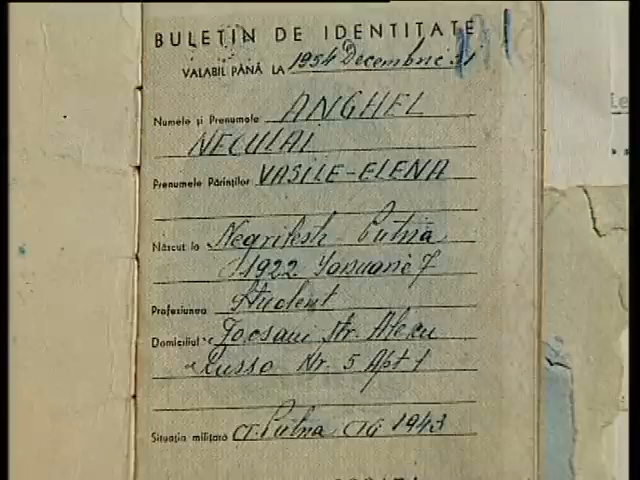 BULETIN DE IDENTITATE
VALABIL PÂNĂ LA 1954 Decembrie 31
Numele și Prenumele ANGHEL
NECULAI
Prenumele Părinților VASILE-ELENA
Născut la Negrilesti - Putna
1922 Ianuarie 7
Profesiunea Student
Domiciliul Focsani Str. Alecu
Russo Nr. 5 Apt 1
Situația militară CT. Putna CTG 1943